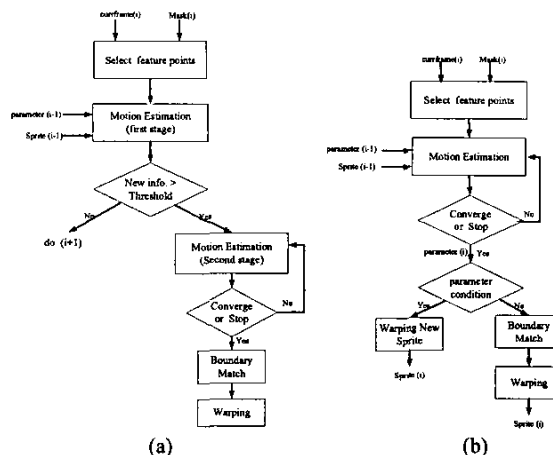 currframe(i) Mask(i)
Select feature points
parameter (i-1)
Sprite (i-1)
Motion Estimation
(first stage)
New info. >
Threshold
No
Yes
do (i+1)
Motion Estimation
(Second stage)
Converge
or Stop
No
Yes
Boundary
Match
Warping
(a)
currframe(i) Mask(i)
Select feature points
parameter (i-1)
Sprite (i-1)
Motion Estimation
Converge
or Stop
No
parameter (i)
Yes
parameter
condition
Yes
No
Warping New
Sprite
Sprite (i)
Boundary
Match
Warping
Sprite (i)
(b)